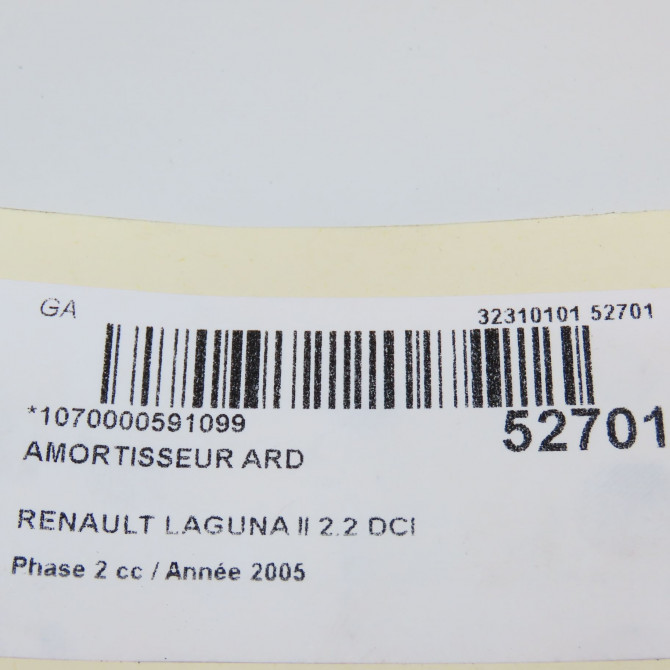 GA 32310101 52701
*1070000591099 52701
AMORTISSEUR ARD
RENAULT LAGUNA II 2.2 DCI
Phase 2 cc / Année 2005